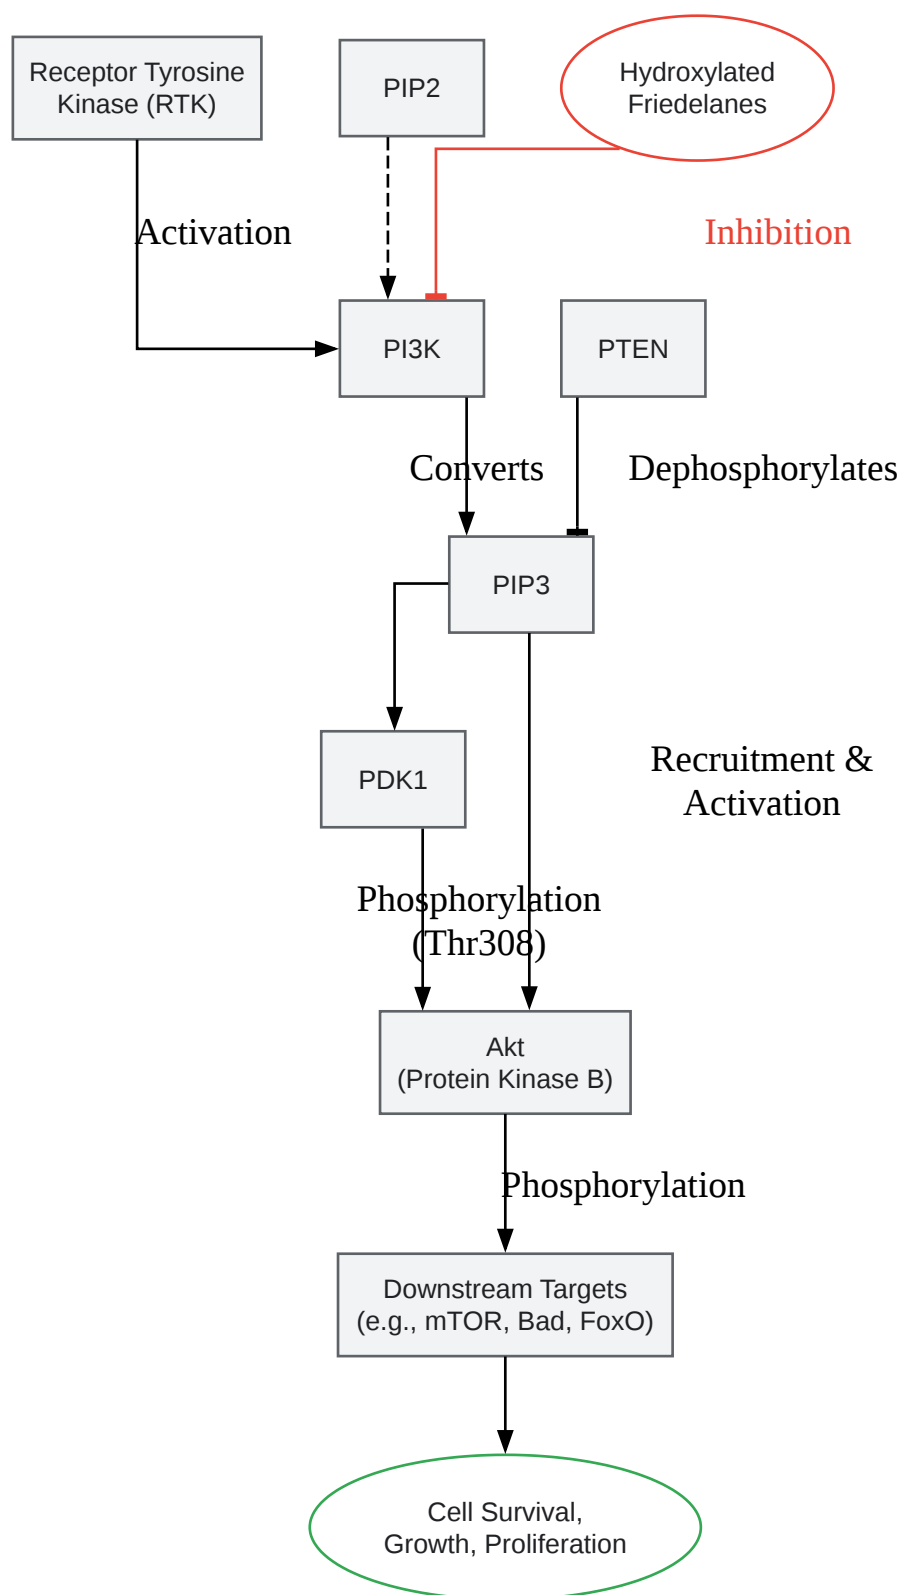 Receptor Tyrosine
Kinase (RTK)
PIP2
Hydroxylated
Friedelanes
Activation
Inhibition
PI3K
PTEN
Converts
Dephosphorylates
PIP3
PDK1
Recruitment &
Activation
Phosphorylation
(Thr308)
Akt
(Protein Kinase B)
Phosphorylation
Downstream Targets
(e.g., mTOR, Bad, FoxO)
Cell Survival,
Growth, Proliferation